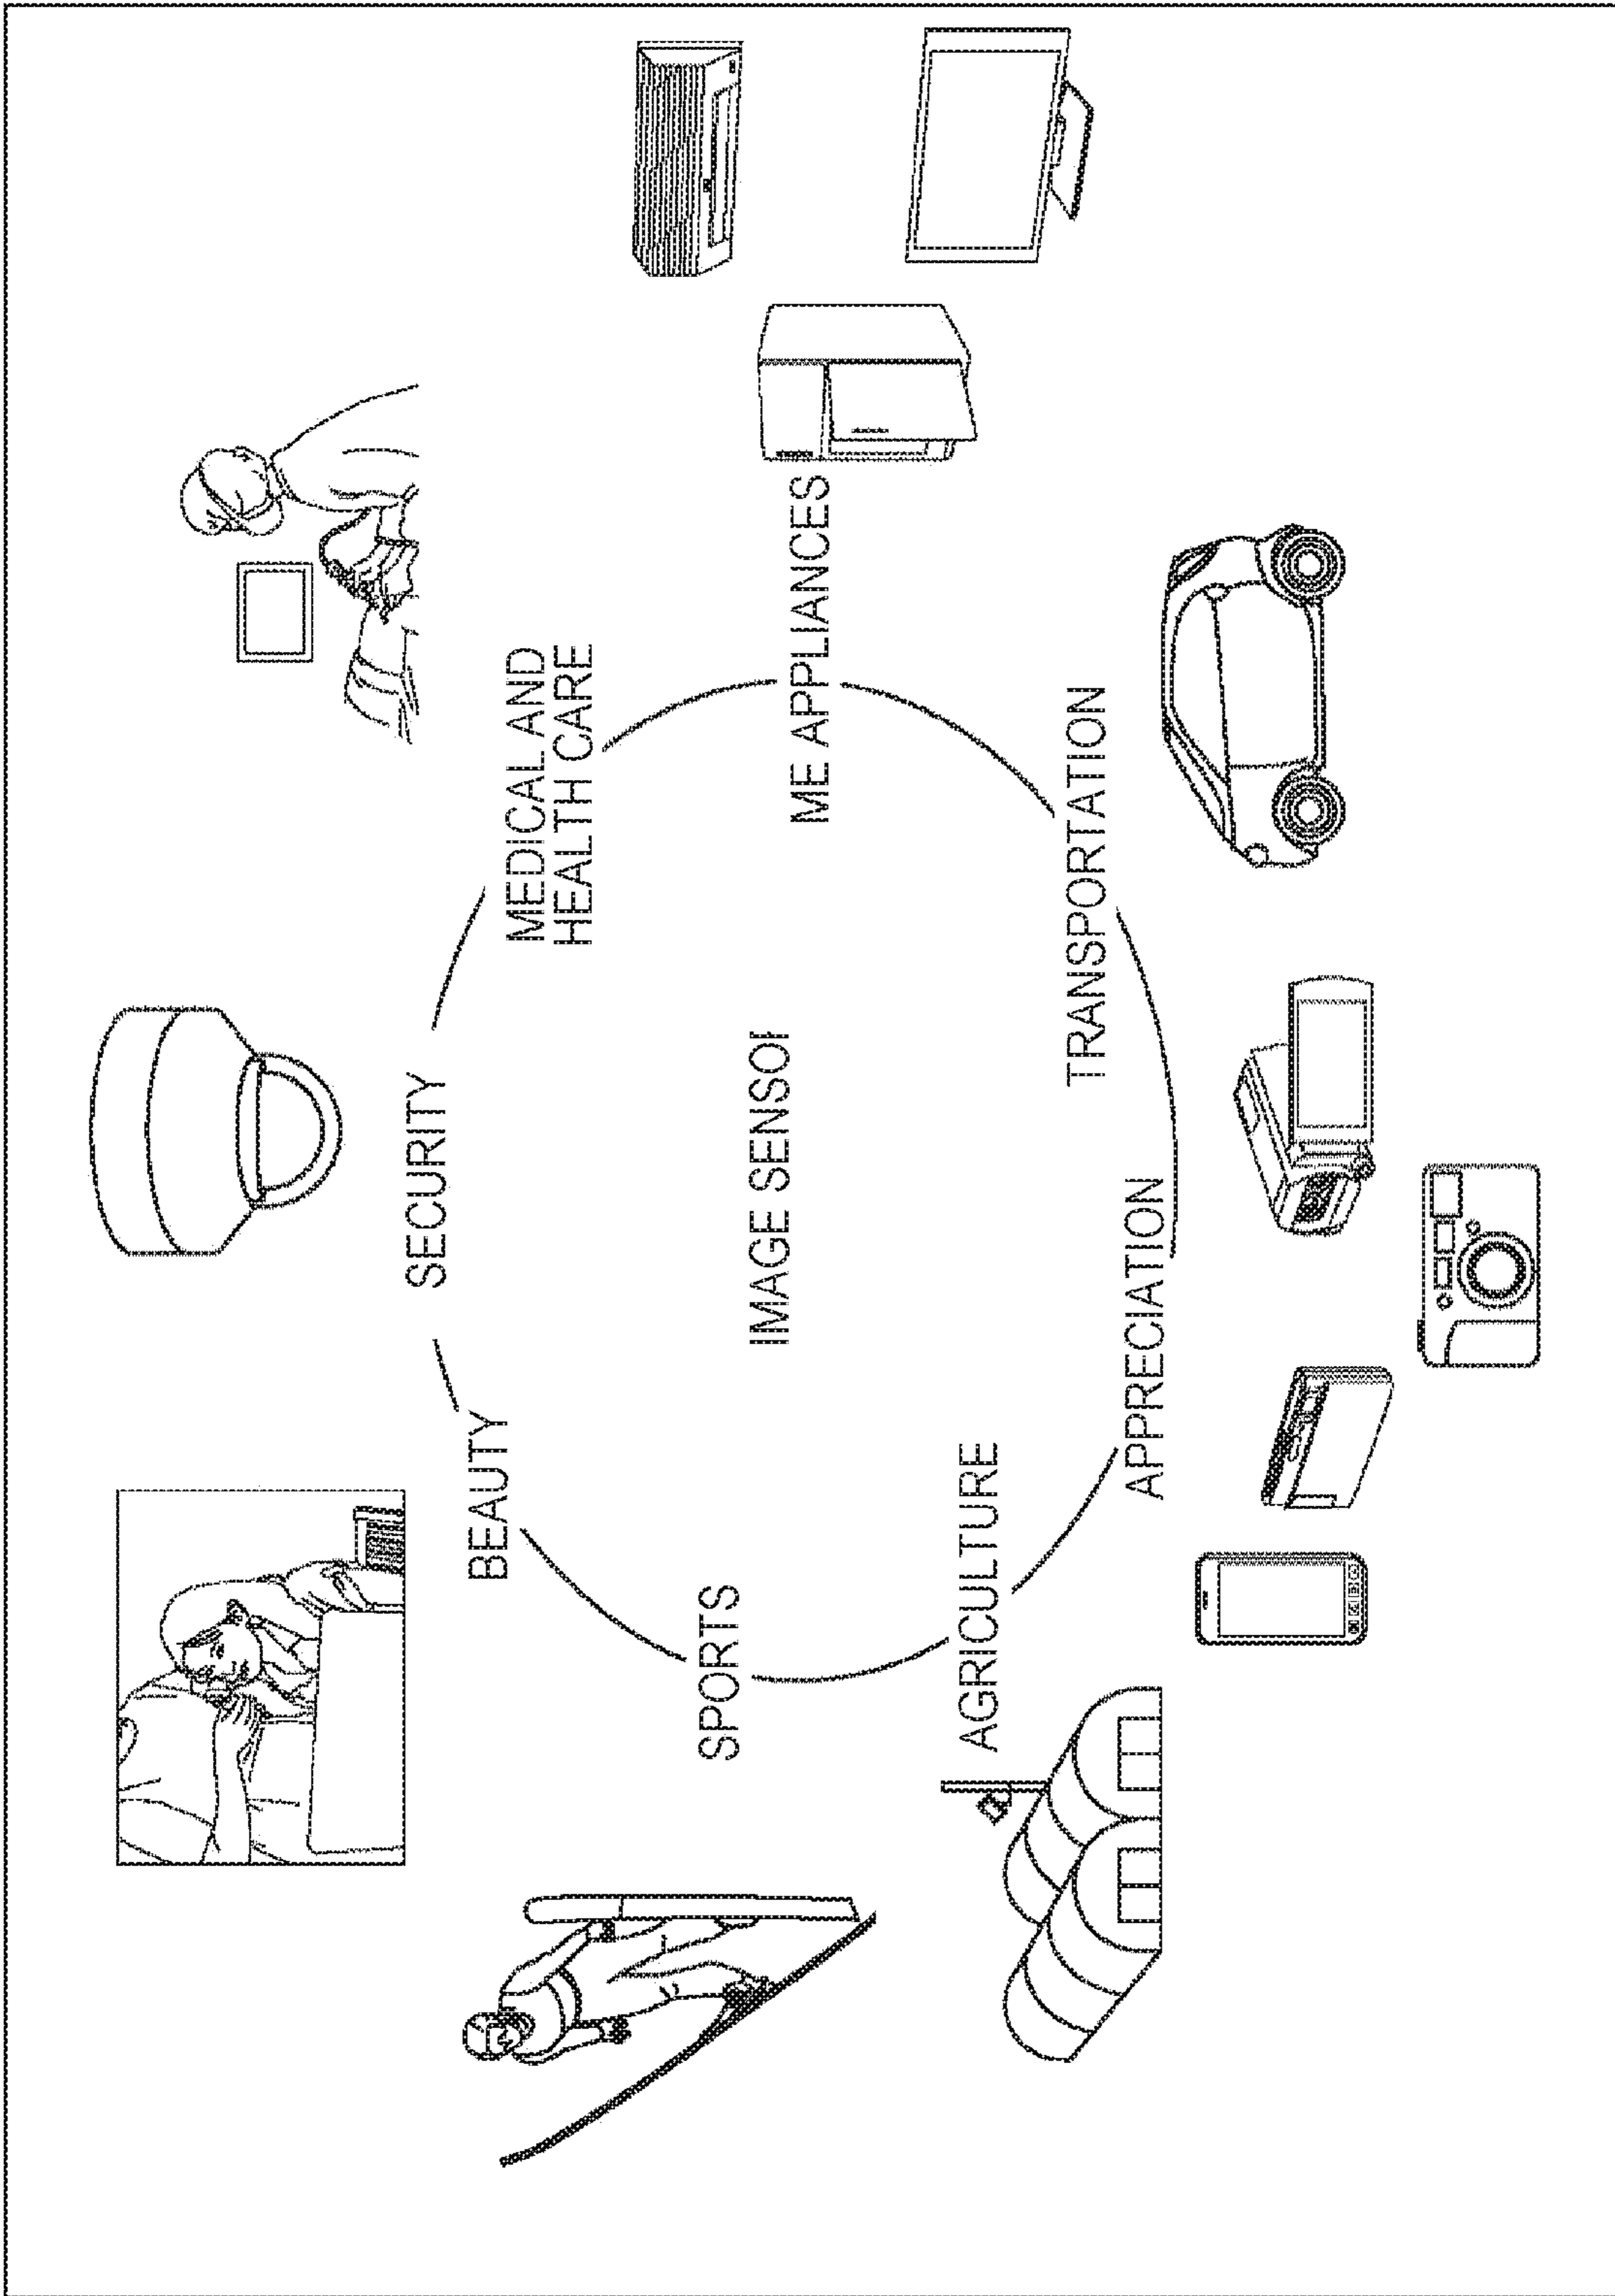 SECURITY
BEAUTY
MEDICAL AND
HEALTH CARE
SPORTS
IMAGE SENSOI
ME APPLIANCES
AGRICULTURE
TRANSPORTATION
APPRECIATION